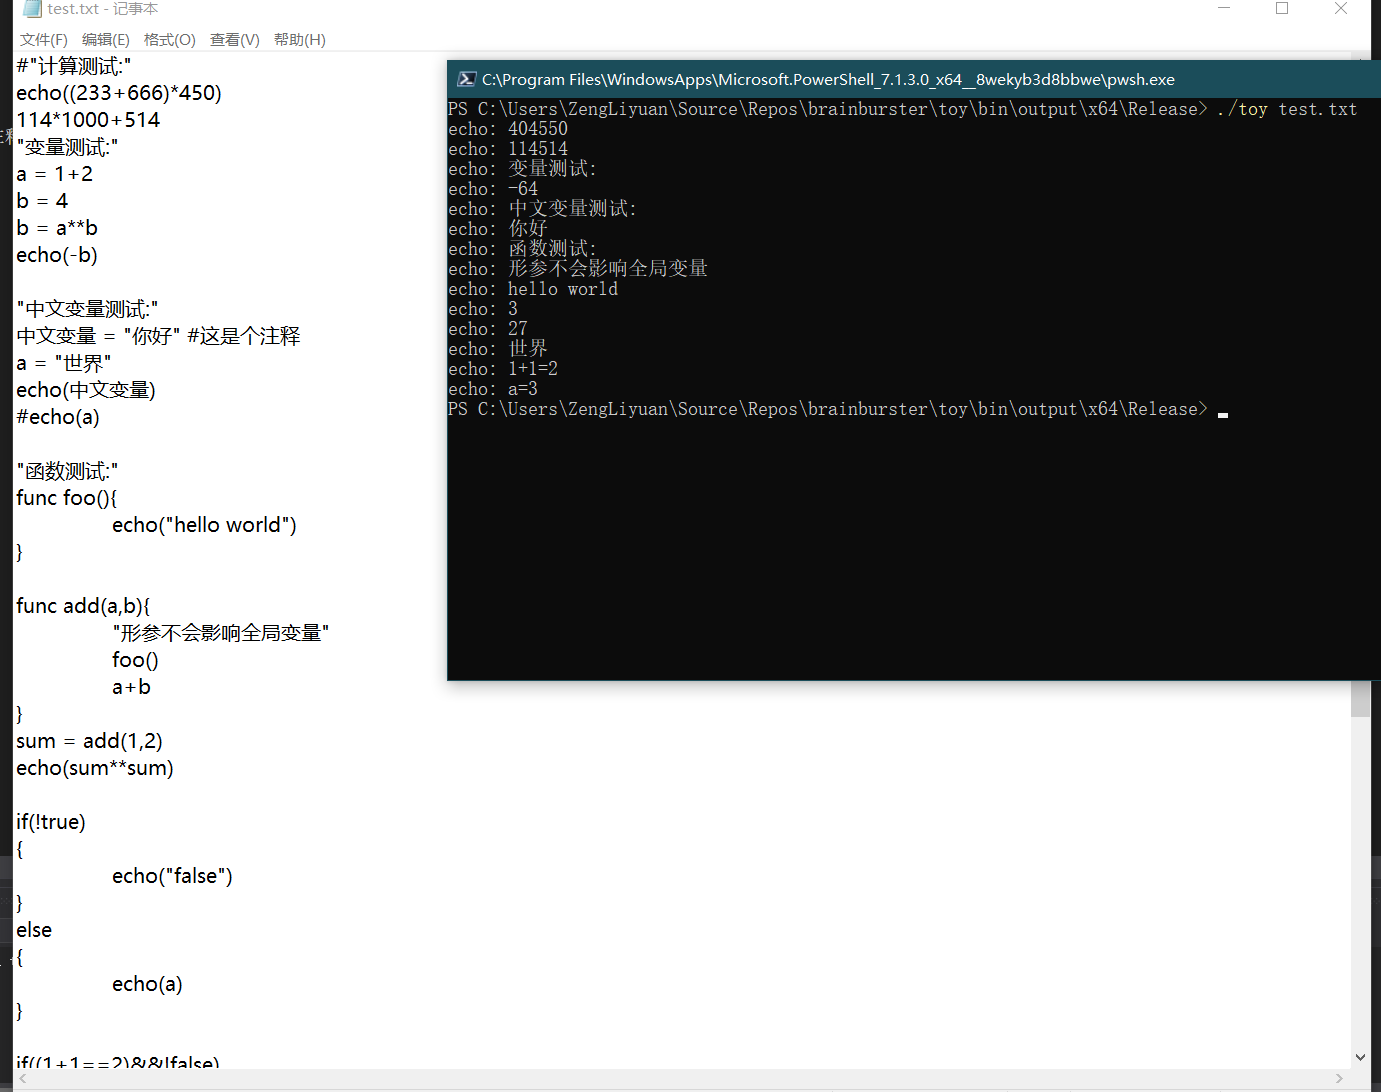 test.txt - 记事本
文件(F) 编辑(E) 格式(O) 查看(V) 帮助(H)
#"计算测试:"
echo((233+666)*450)
114*1000+514
"变量测试:"
a = 1+2
b = 4
b = a**b
echo(-b)
"中文变量测试:"
中文变量 = "你好" #这是个注释
a = "世界"
echo(中文变量)
#echo(a)
"函数测试:"
func foo(){
echo("hello world")
}
func add(a,b){
"形参不会影响全局变量"
foo()
a+b
}
sum = add(1,2)
echo(sum**sum)
if(!true)
{
echo("false")
}
else
{
echo(a)
}
if((1+1==2)&&!false)
C:\Program Files\WindowsApps\Microsoft.PowerShell_7.1.3.0_x64__8wekyb3d8bbwe\pwsh.exe
PS C:\Users\ZengLiyuan\Source\Repos\brainburster\toy\bin\output\x64\Release> ./toy test.txt
echo: 404550
echo: 114514
echo: 变量测试:
echo: -64
echo: 中文变量测试:
echo: 你好
echo: 函数测试:
echo: 形参不会影响全局变量
echo: hello world
echo: 3
echo: 27
echo: 世界
echo: 1+1=2
echo: a=3
PS C:\Users\ZengLiyuan\Source\Repos\brainburster\toy\bin\output\x64\Release>